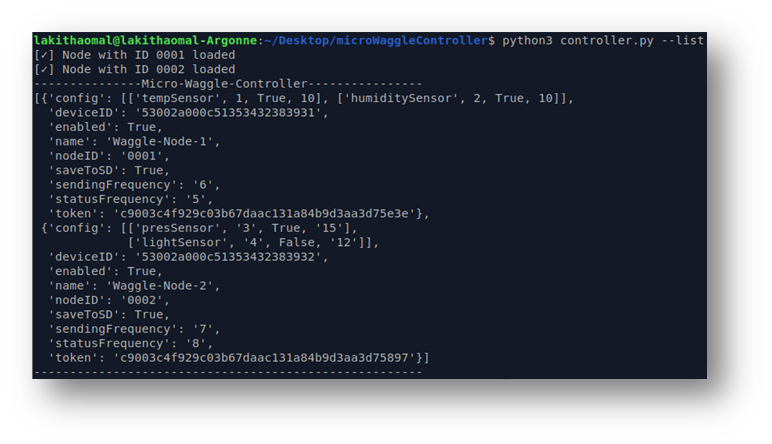 lakithaomal@lakithaomal-Argonne:~/Desktop/microWaggleController$ python3 controller.py --list
[✓] Node with ID 0001 loaded
[✓] Node with ID 0002 loaded
---------------Micro-Waggle-Controller----------------
[{'config': [['tempSensor', 1, True, 10], ['humiditySensor', 2, True, 10]],
  'deviceID': '53002a000c51353432383931',
  'enabled': True,
  'name': 'Waggle-Node-1',
  'nodeID': '0001',
  'saveToSD': True,
  'sendingFrequency': '6',
  'statusFrequency': '5',
  'token': 'c9003c4f929c03b67daac131a84b9d3aa3d75e3e'},
 {'config': [['presSensor', '3', True, '15'],
             ['lightSensor', '4', False, '12']],
  'deviceID': '53002a000c51353432383932',
  'enabled': True,
  'name': 'Waggle-Node-2',
  'nodeID': '0002',
  'saveToSD': True,
  'sendingFrequency': '7',
  'statusFrequency': '8',
  'token': 'c9003c4f929c03b67daac131a84b9d3aa3d75897'}]
------------------------------------------------------